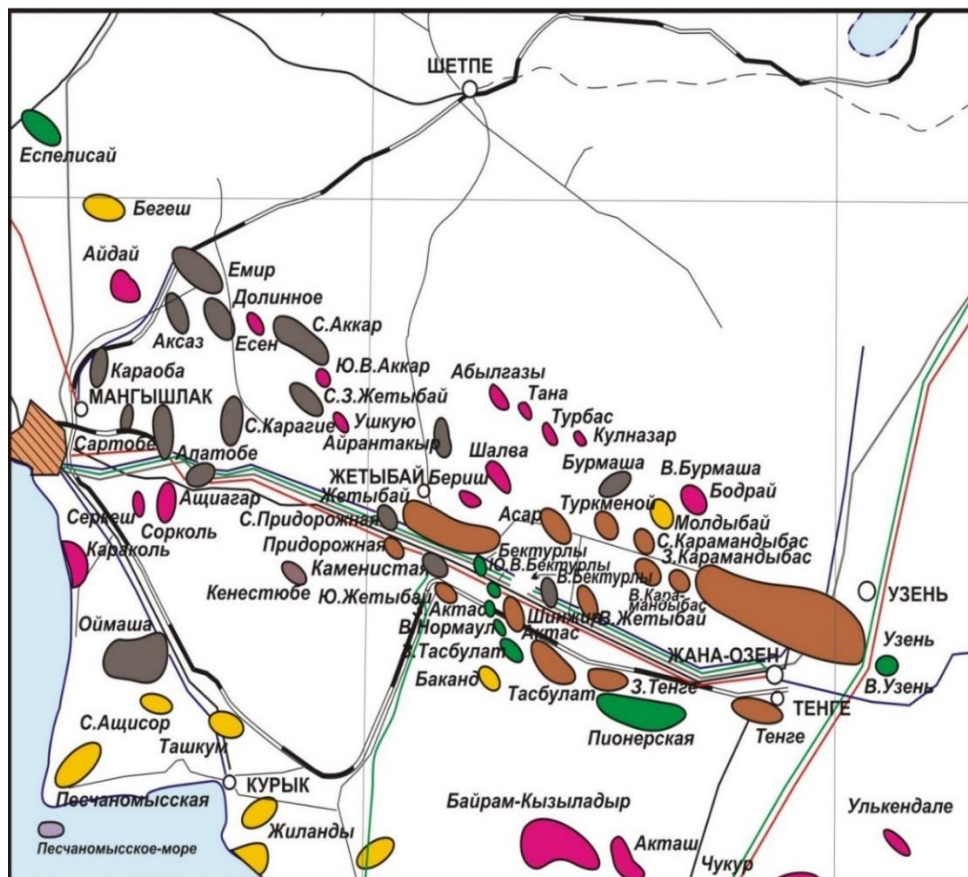 ШЕТПЕ
Еспелисай
Бегеш
Айдай
Емир
Долинное
С.Аккар
Аксаз
Есен
Ю.В.Аккар
Караоба
С.З.Жетыбай
Абылгазы
Тана
МАНГЫШЛАК
Ушкую
Турбас
С.Карагие
Айрантакыр
Кулназар
Сартобе
Алатобе
Шалва
Бурмаша
В.Бурмаша
ЖЕТЫБАЙ
Бериш
Бодрай
Ащиагар
Жетыбай
Туркменой
Серкеш
Сорколь
С.Придорожная
Асар
Молдыбай
С.Карамандыбас
Караколь
Придорожная
Бектурлы
З.Карамандыбас
Каменистая
Ю.В.Бектурлы
В.Бектурлы
Кенестюбе
Ю.Жетыбай
В.Кара-
мандыбас
УЗЕНЬ
З.Актас
Шинжир
В.Жетыбай
Оймаша
В.Нормаул
Актас
Узень
З.Тасбулат
ЖАНА-ОЗЕН
Баканд
Тасбулат
З.Тенге
В.Узень
ТЕНГЕ
С.Ащисор
Ташкум
Пионерская
Тенге
КУРЫК
Песчаномысская
Байрам-Кызыладыр
Улькендале
Жиланды
Песчаномысское-море
Акташ
Чукур